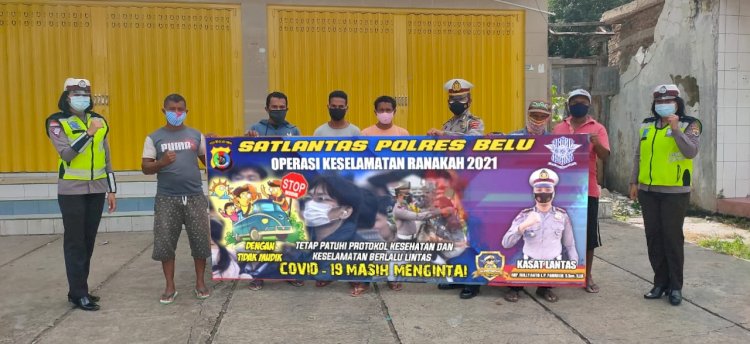 SATLANTAS POLRES BELU
OPERASI KESELAMATAN RANAKAH 2021
STOP
DENGAN
TIDAK MUDIK
TETAP PATUHI PROTOKOL KESEHATAN DAN
KESELAMATAN BERLALU LINTAS
COVID - 19 MASIH MENGINTAI
KASAT LANTAS
PUMA